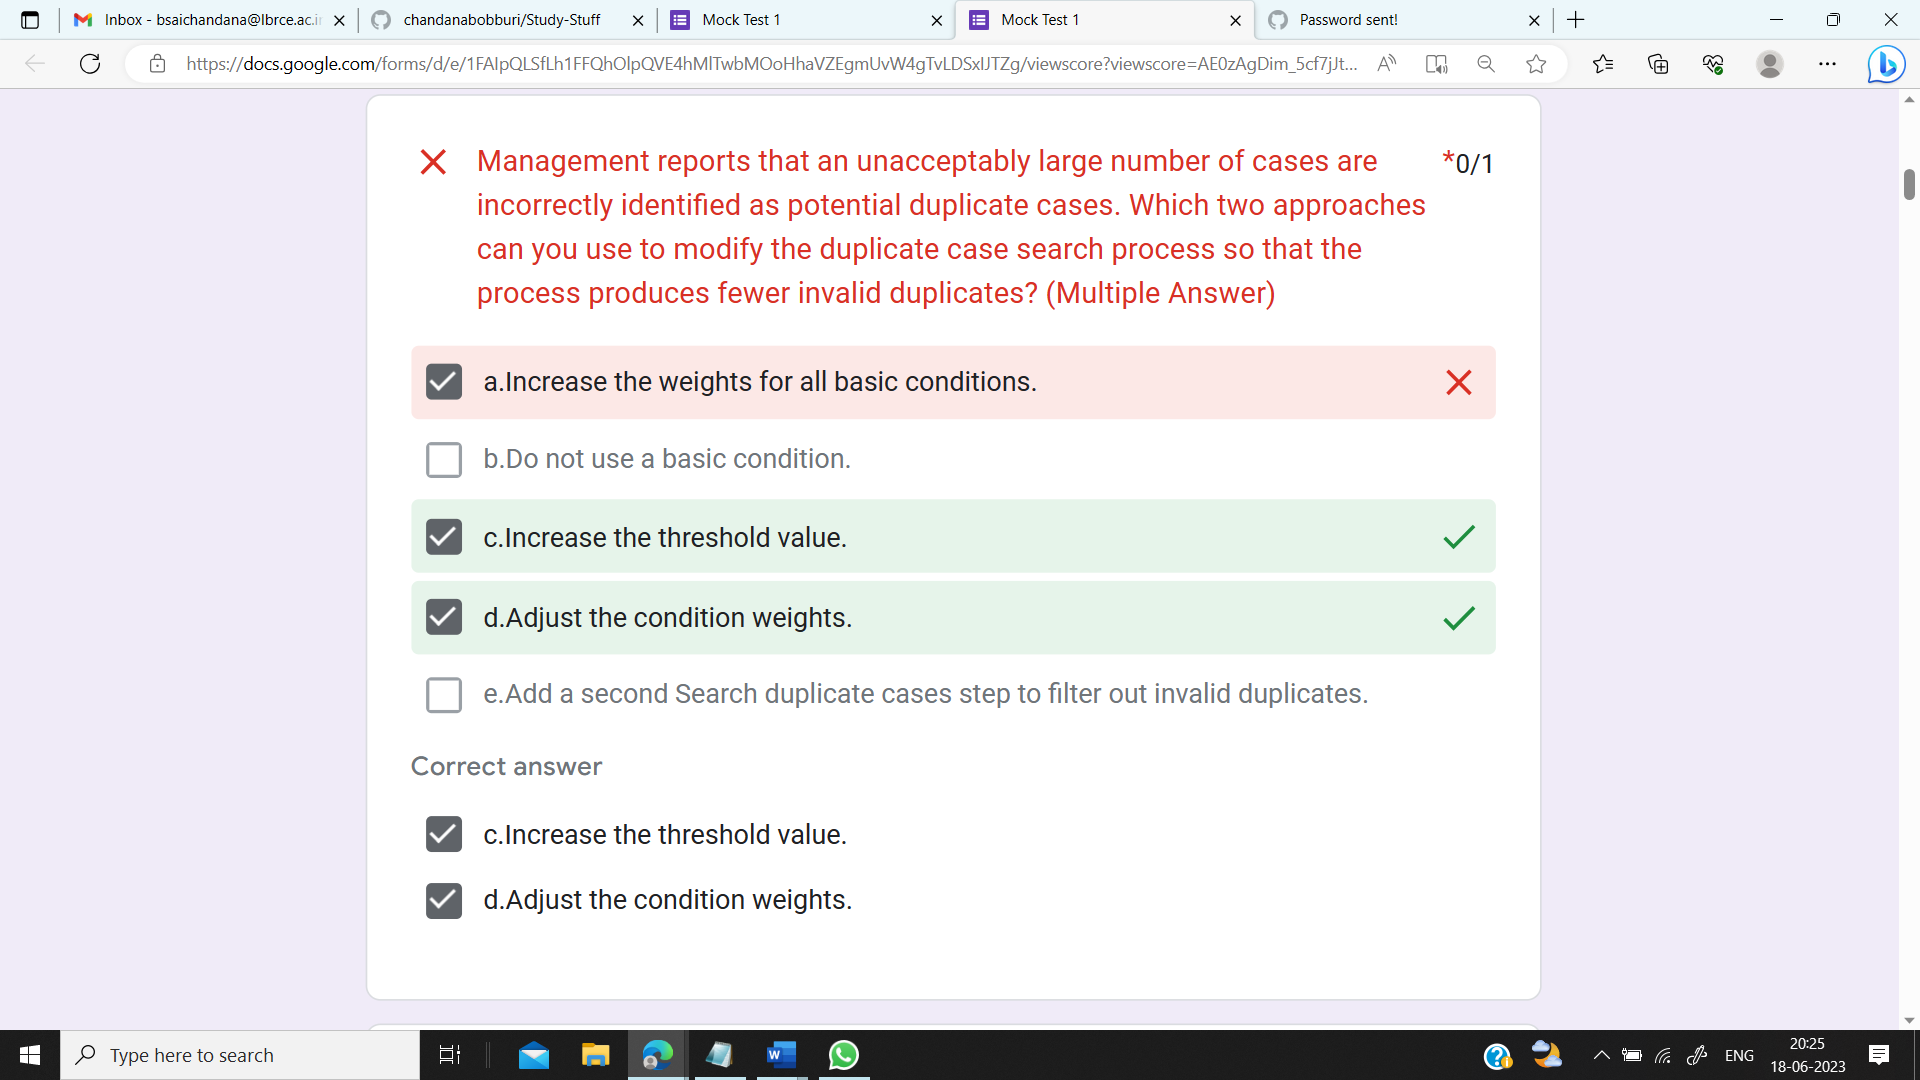 Inbox - bsaichandana@lbrce.ac.in
chandanabobburi/Study-Stuff
Mock Test 1
Mock Test 1
Password sent!
https://docs.google.com/forms/d/e/1FAIpQLSfLh1FFQhOlpQVE4hMlTwbMOoHhaVZEgmUvW4gTvLDSxIJTZg/viewscore?viewscore=AE0zAgDim_5cf7jJt...
Management reports that an unacceptably large number of cases are
*0/1
incorrectly identified as potential duplicate cases. Which two approaches
can you use to modify the duplicate case search process so that the
process produces fewer invalid duplicates? (Multiple Answer)
a.Increase the weights for all basic conditions.
b.Do not use a basic condition.
c.Increase the threshold value.
d.Adjust the condition weights.
e.Add a second Search duplicate cases step to filter out invalid duplicates.
Correct answer
c.Increase the threshold value.
d.Adjust the condition weights.
Type here to search
ENG
20:25
18-06-2023